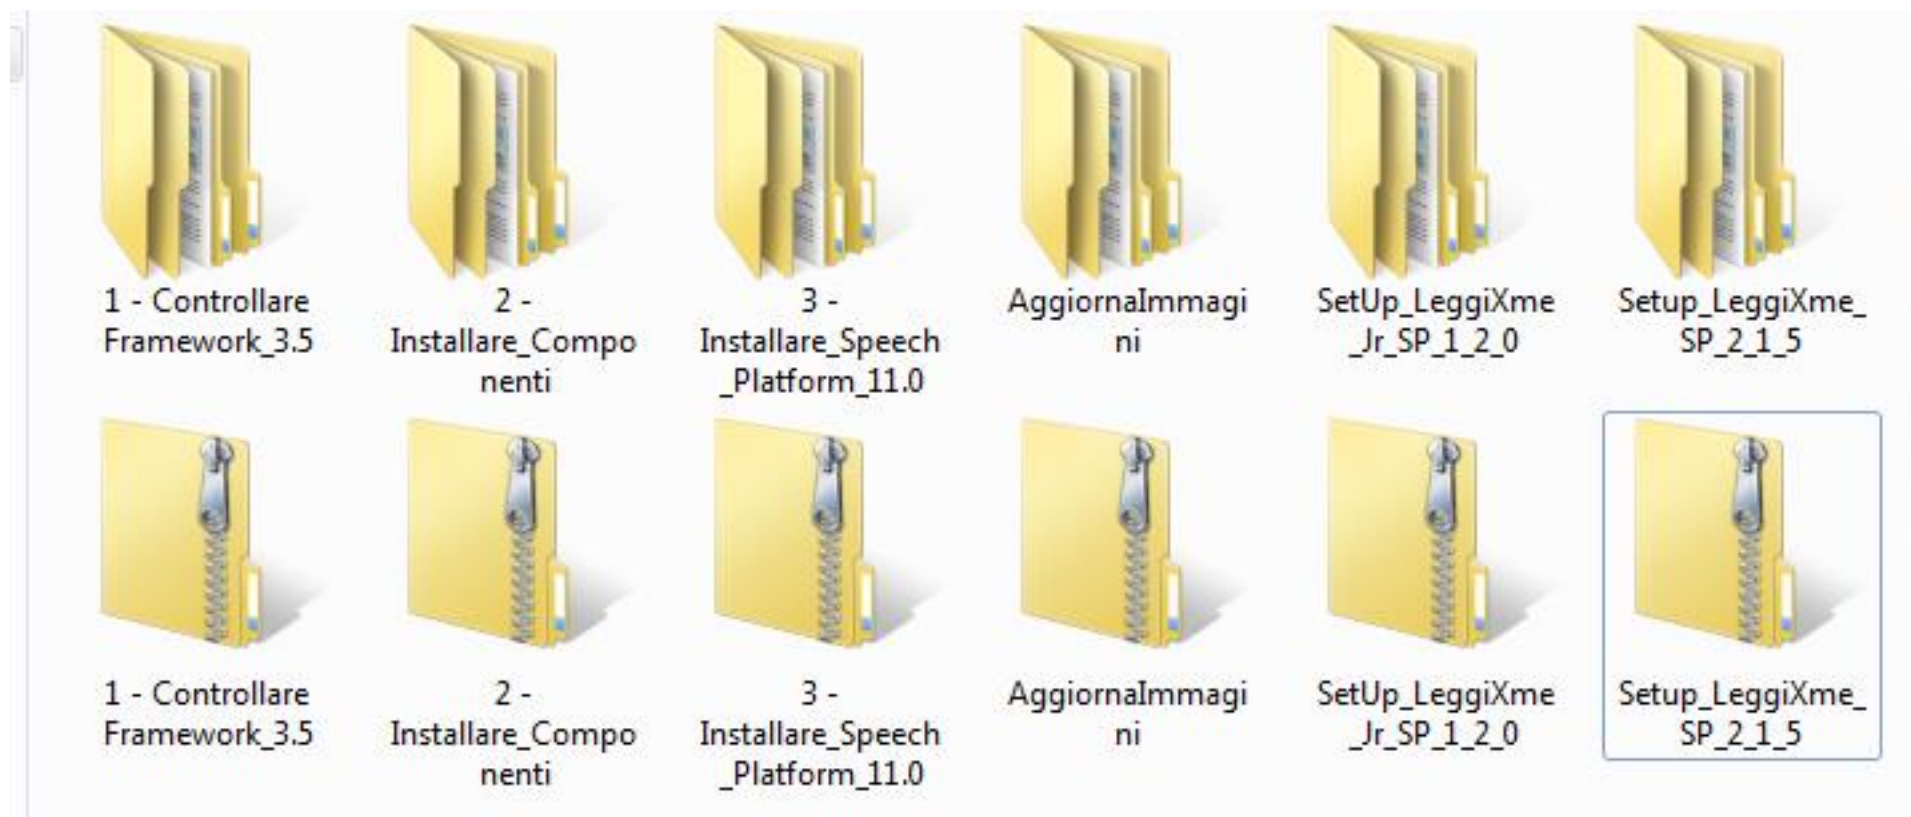 1 - Controllare
Framework_3.5
2 -
Installare_Compo
nenti
3 -
Installare_Speech
_Platform_11.0
AggiornaImmagi
ni
SetUp_LeggiXme
_Jr_SP_1_2_0
Setup_LeggiXme_
SP_2_1_5
1 - Controllare
Framework_3.5
2 -
Installare_Compo
nenti
3 -
Installare_Speech
_Platform_11.0
AggiornaImmagi
ni
SetUp_LeggiXme
_Jr_SP_1_2_0
Setup_LeggiXme_
SP_2_1_5